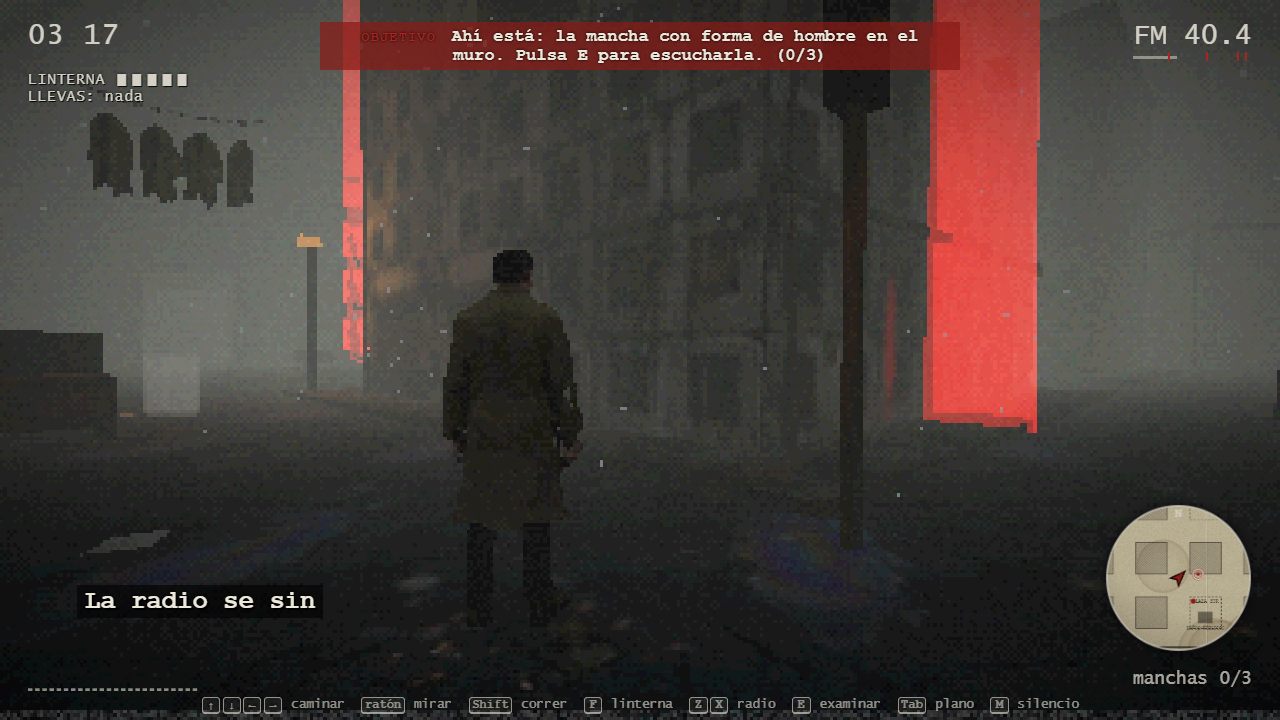 03 17
OBJETIVO Ahí está: la mancha con forma de hombre en el
muro. Pulsa E para escucharla. (0/3)
FM 40.4
LINTERNA
LLEVAS: nada
N
La radio se sin
manchas 0/3
↑ ↓ ← → caminar ratón mirar Shift correr F linterna Z X radio E examinar Tab plano M silencio